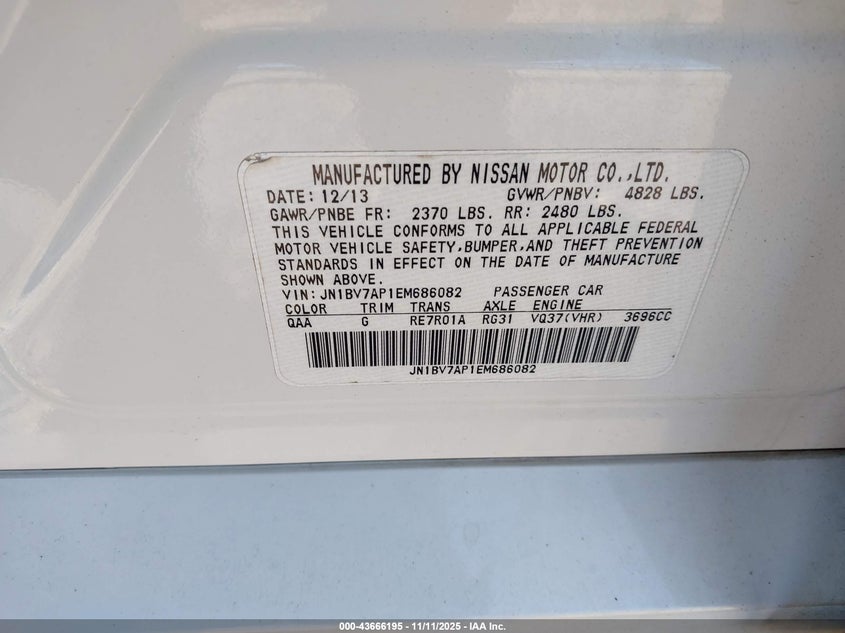 MANUFACTURED BY NISSAN MOTOR CO.,LTD.
DATE: 12/13 GVWR/PNBV: 4828 LBS.
GAWR/PNBE FR: 2370 LBS. RR: 2480 LBS.
THIS VEHICLE CONFORMS TO ALL APPLICABLE FEDERAL
MOTOR VEHICLE SAFETY,BUMPER,AND THEFT PREVENTION
STANDARDS IN EFFECT ON THE DATE OF MANUFACTURE
SHOWN ABOVE.
VIN: JN1BV7AP1EM686082 PASSENGER CAR
COLOR TRIM TRANS AXLE ENGINE
QAA G RE7R01A RG31 VQ37(VHR) 3696CC
JN1BV7AP1EM686082
000-43666195 - 11/11/2025 - IAA Inc.